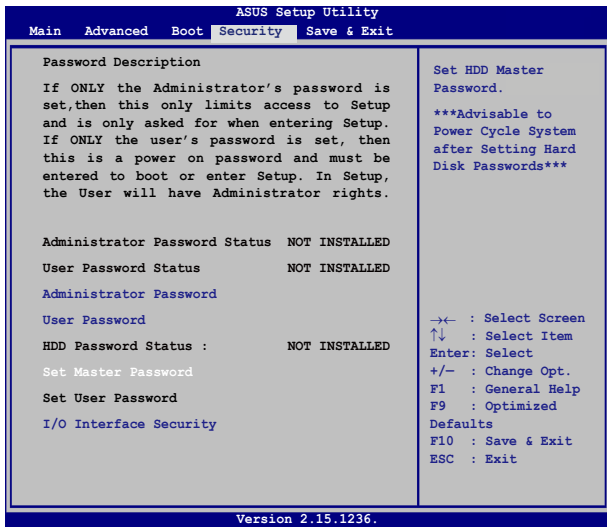 ASUS Setup Utility
Main Advanced Boot Security Save & Exit
Password Description
If ONLY the Administrator's password is
set,then this only limits access to Setup
and is only asked for when entering Setup.
If ONLY the user's password is set, then
this is a power on password and must be
entered to boot or enter Setup. In Setup,
the User will have Administrator rights.
Administrator Password Status NOT INSTALLED
User Password Status NOT INSTALLED
Administrator Password
User Password
HDD Password Status : NOT INSTALLED
Set Master Password
Set User Password
I/O Interface Security
Set HDD Master
Password.
***Advisable to
Power Cycle System
after Setting Hard
Disk Passwords***
→← : Select Screen
↑↓ : Select Item
Enter: Select
+/— : Change Opt.
F1 : General Help
F9 : Optimized
Defaults
F10 : Save & Exit
ESC : Exit
Version 2.15.1236.